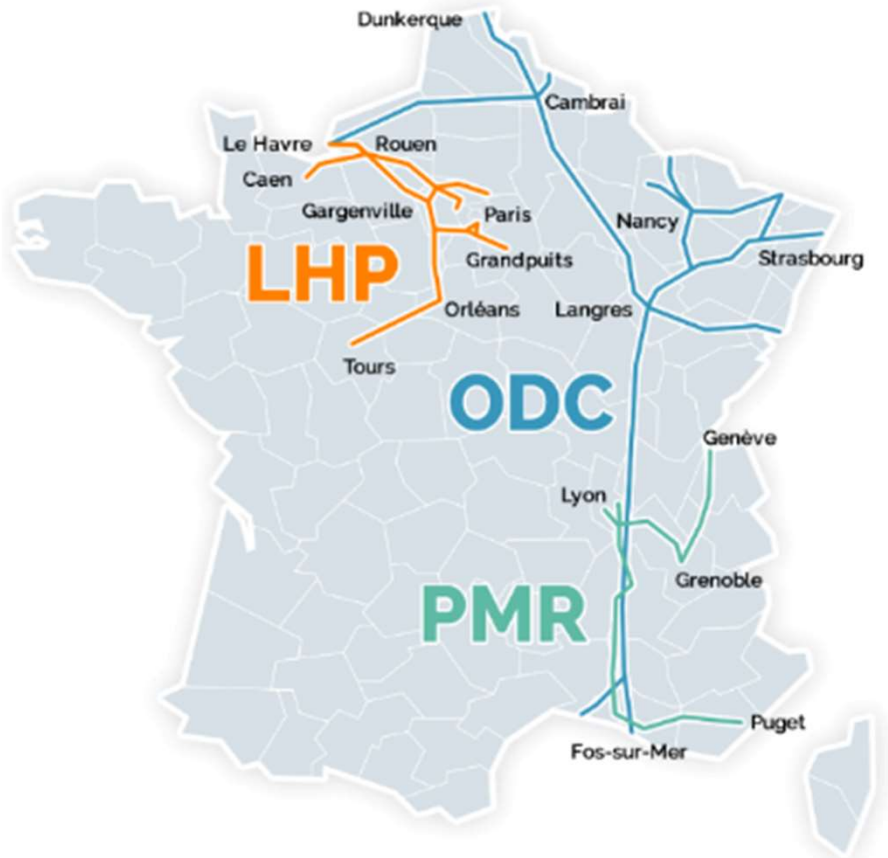 Dunkerque
Cambrai
Le Havre
Rouen
Caen
Gargenville
Paris
Nancy
Grandpuits
Strasbourg
LHP
Orléans
Langres
Tours
ODC
Genève
Lyon
Grenoble
PMR
Puget
Fos-sur-Mer